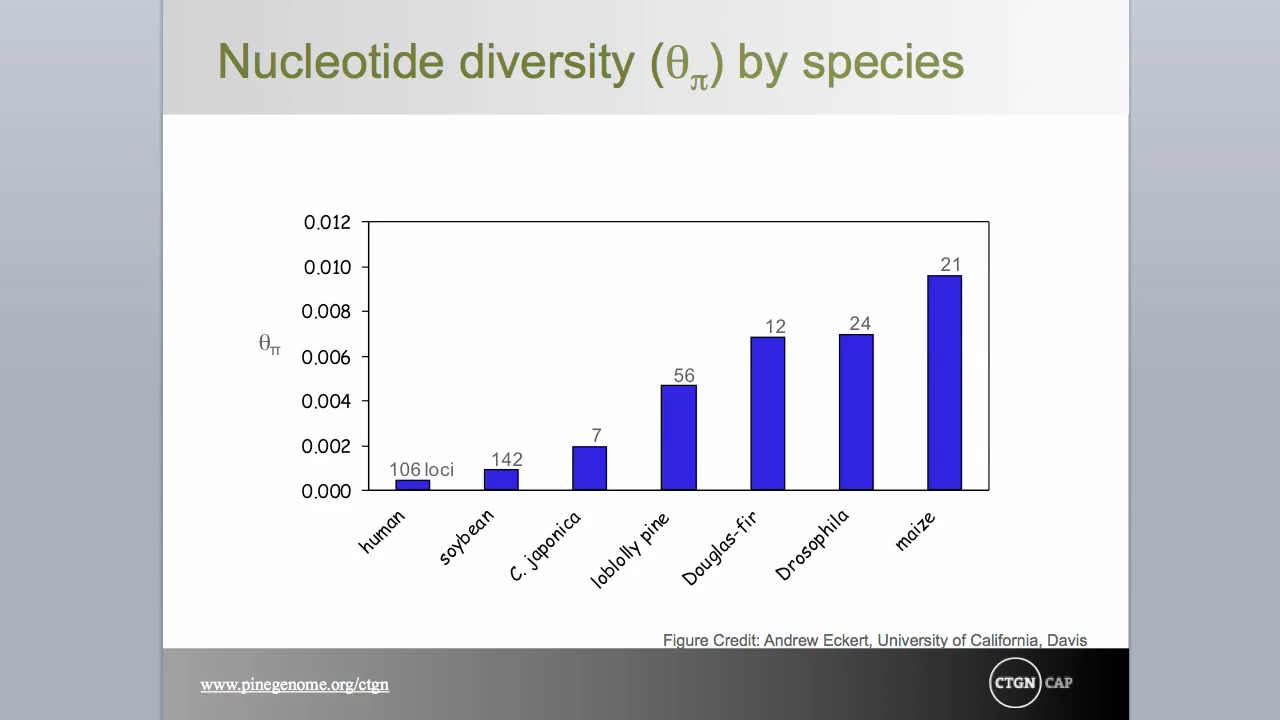 Nucleotide diversity (θπ) by species
0.012
0.010
0.008
0.006
0.004
0.002
0.000
θπ
106 loci
142
7
56
12
24
21
human
soybean
C. japonica
loblolly pine
Douglas-fir
Drosophila
maize
Figure Credit: Andrew Eckert, University of California, Davis
www.pinegenome.org/ctgn
CTGN CAP